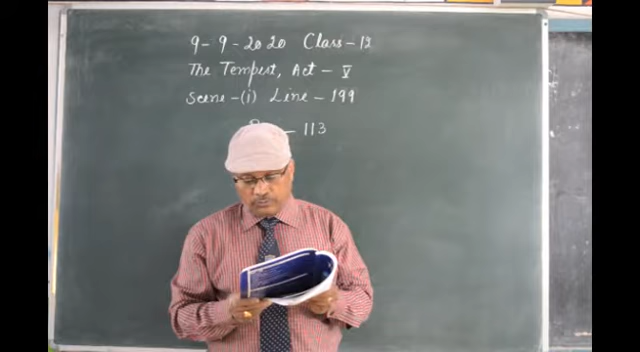 9-9-2020 Class-12
The Tempest, Act-V
Scene-(i) Line-199
- 113